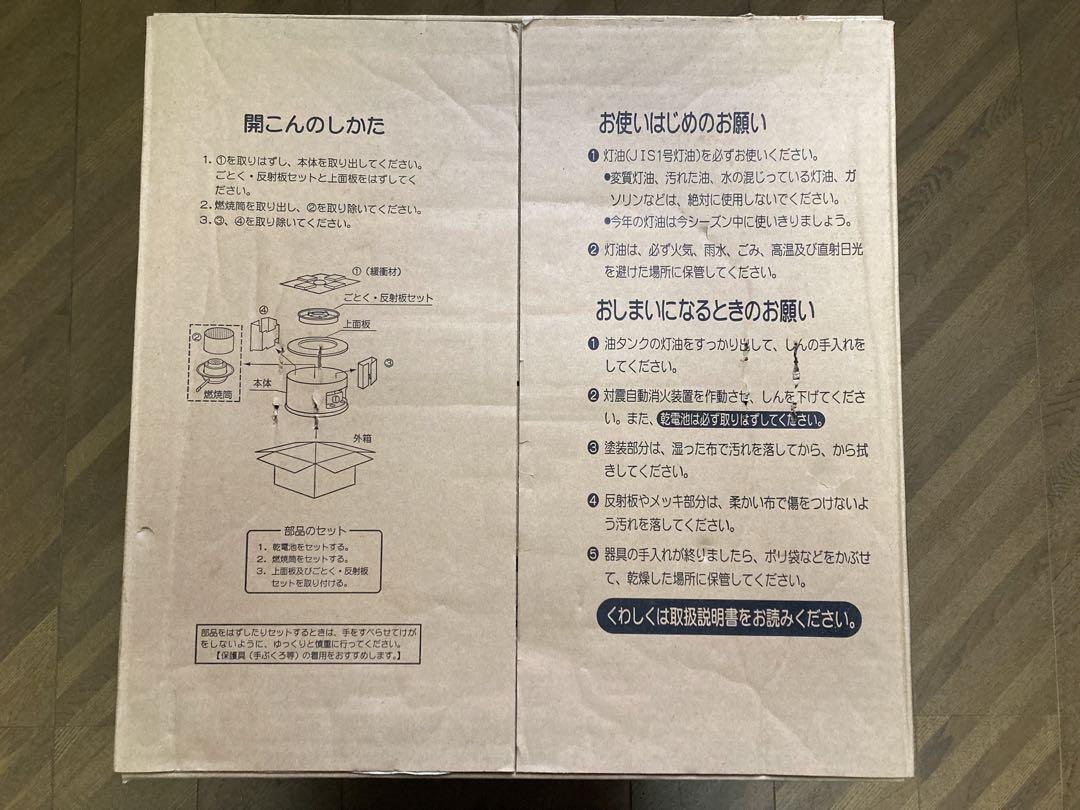 開こんのしかた
1. ①を取りはずし、本体を取り出してください。
ごとく・反射板セットと上面板をはずしてく
ださい。
2. 燃焼筒を取り出し、②を取り除いてください。
3. ③、④を取り除いてください。
①（緩衝材）
ごとく・反射板セット
④
上面板
②
③
本体
燃焼筒
外箱
部品のセット
1. 乾電池をセットする。
2. 燃焼筒をセットする。
3. 上面板及びごとく・反射板
セットを取り付ける。
部品をはずしたりセットするときは、手をすべらせてけが
をしないように、ゆっくりと慎重に行ってください。
【保護具（手ぶくろ等）の着用をおすすめします。】
お使いはじめのお願い
❶ 灯油(JIS1号灯油)を必ずお使いください。
●変質灯油、汚れた油、水の混じっている灯油、ガ
ソリンなどは、絶対に使用しないでください。
●今年の灯油は今シーズン中に使いきりましょう。
❷ 灯油は、必ず火気、雨水、ごみ、高温及び直射日光
を避けた場所に保管してください。
おしまいになるときのお願い
❶ 油タンクの灯油をすっかり出して、しんの手入れを
してください。
❷ 対震自動消火装置を作動させ、しんを下げてくださ
い。また、乾電池は必ず取りはずしてください。
❸ 塗装部分は、湿った布で汚れを落してから、から拭
きしてください。
❹ 反射板やメッキ部分は、柔かい布で傷をつけないよ
う汚れを落してください。
❺ 器具の手入れが終りましたら、ポリ袋などをかぶせ
て、乾燥した場所に保管してください。
くわしくは取扱説明書をお読みください。